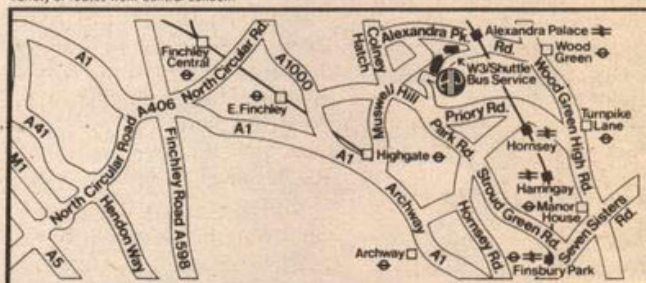 Finchley
Central
North Circular Rd.
A1000
Colney
Hatch
Alexandra Pk.
Rd.
Alexandra Palace
Wood
Green
W3/Shuttle
Bus Service
A1
A406
E. Finchley
Muswell Hill
Priory Rd.
Wood Green High Rd.
Turnpike
Lane
A41
M1
North Circular Road
A1
A1
Highgate
Park Rd.
Hornsey
Harringay
Manor
House
Finchley Road A598
Hendon Way
Archway
Stroud Green Rd.
Seven Sisters
Rd.
A5
Archway
A1
Hornsey Rd.
Finsbury Park